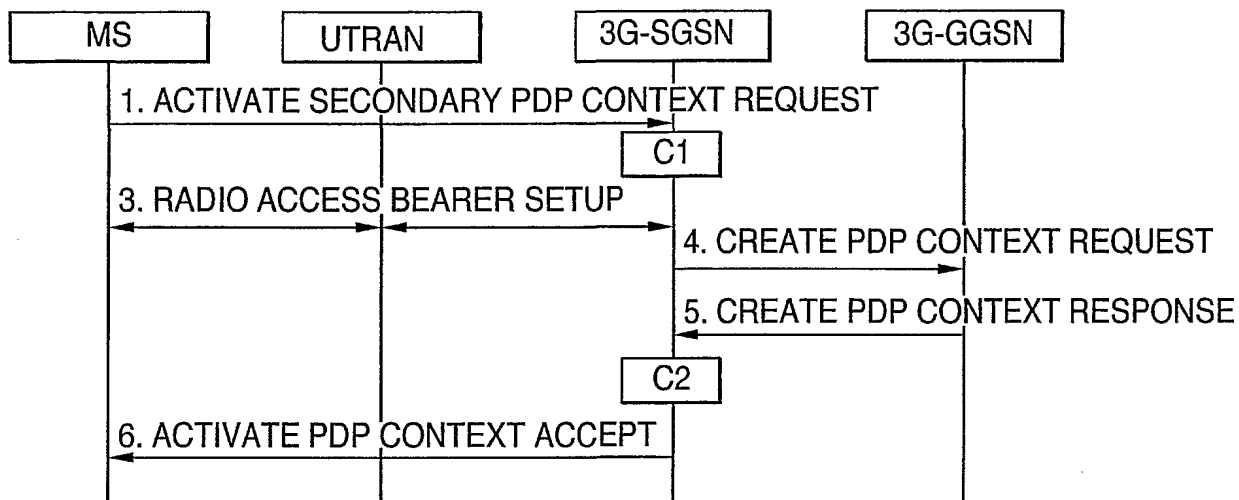 MS
UTRAN
3G-SGSN
3G-GGSN
1. ACTIVATE SECONDARY PDP CONTEXT REQUEST
C1
3. RADIO ACCESS BEARER SETUP
4. CREATE PDP CONTEXT REQUEST
5. CREATE PDP CONTEXT RESPONSE
C2
6. ACTIVATE PDP CONTEXT ACCEPT